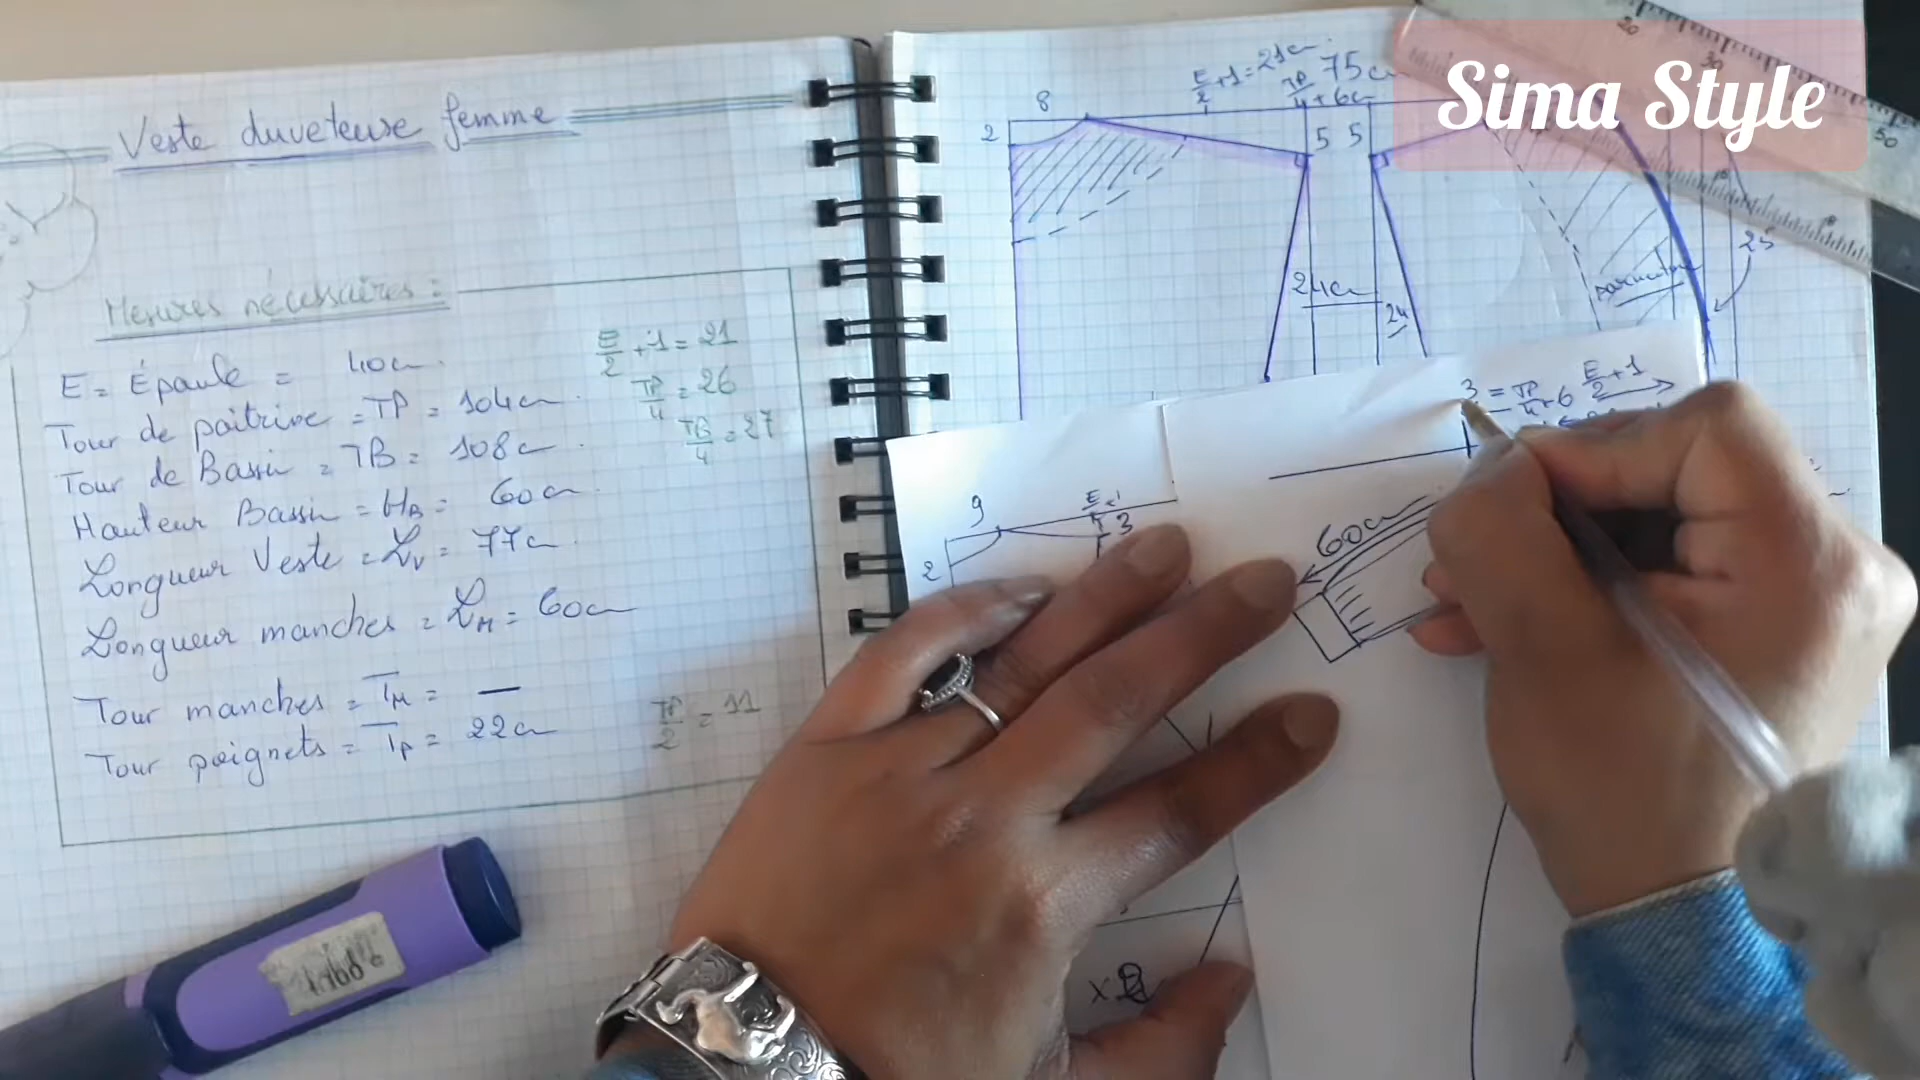 Sima Style
Veste duveteuse femme
Mesures nécessaires :
E = Épaule = 40cm.
Tour de poitrine = TP = 104cm.
Tour de Bassin = TB = 108cm.
Hauteur Bassin = HB = 60cm.
Longueur Veste = LV = 77cm.
Longueur manches = LM = 60cm
Tour manches = TM = —
Tour poignets = TP = 22cm
E/2 + 1 = 21
TP/4 = 26
TB/4 = 27
TP/2 = 11
E/2 + 1 = 21cm.
75cm
TP/4 + 6cm
8
2
5 5
24cm
24
25
20
30
50
3 = TP/4 + 6
E/2 + 1
60cm
9
3
2